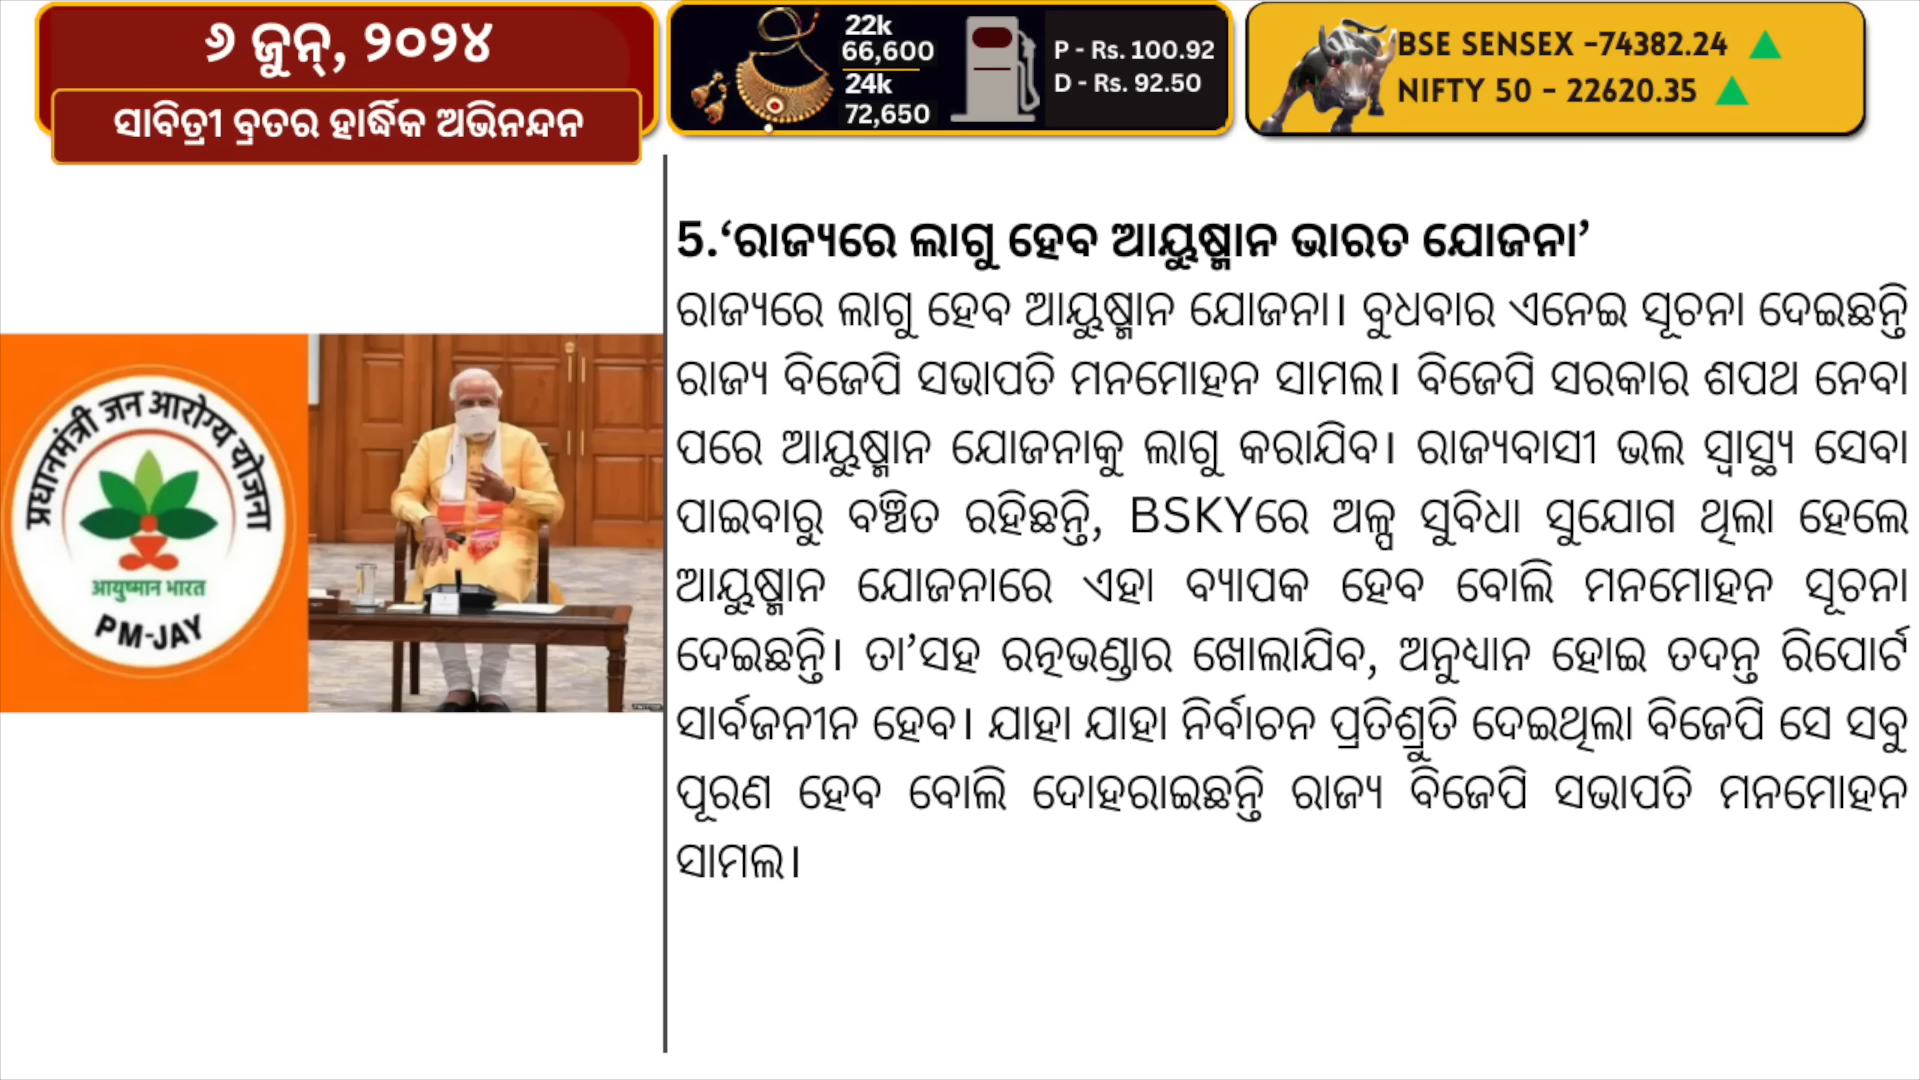 ୬ ଜୁନ୍, ୨୦୨୪
ସାବିତ୍ରୀ ବ୍ରତର ହାର୍ଦ୍ଧିକ ଅଭିନନ୍ଦନ
22k
66,600
24k
72,650
P - Rs. 100.92
D - Rs. 92.50
BSE SENSEX -74382.24
NIFTY 50 - 22620.35
प्रधानमंत्री जन आरोग्य योजना
आयुष्मान भारत
PM-JAY
5.‘ରାଜ୍ୟରେ ଲାଗୁ ହେବ ଆୟୁଷ୍ମାନ ଭାରତ ଯୋଜନା’
ରାଜ୍ୟରେ ଲାଗୁ ହେବ ଆୟୁଷ୍ମାନ ଯୋଜନା। ବୁଧବାର ଏନେଇ ସୂଚନା ଦେଇଛନ୍ତି
ରାଜ୍ୟ ବିଜେପି ସଭାପତି ମନମୋହନ ସାମଲ। ବିଜେପି ସରକାର ଶପଥ ନେବା
ପରେ ଆୟୁଷ୍ମାନ ଯୋଜନାକୁ ଲାଗୁ କରାଯିବ। ରାଜ୍ୟବାସୀ ଭଲ ସ୍ୱାସ୍ଥ୍ୟ ସେବା
ପାଇବାରୁ ବଞ୍ଚିତ ରହିଛନ୍ତି, BSKYରେ ଅଳ୍ପ ସୁବିଧା ସୁଯୋଗ ଥିଲା ହେଲେ
ଆୟୁଷ୍ମାନ ଯୋଜନାରେ ଏହା ବ୍ୟାପକ ହେବ ବୋଲି ମନମୋହନ ସୂଚନା
ଦେଇଛନ୍ତି। ତା’ସହ ରତ୍ନଭଣ୍ଡାର ଖୋଲାଯିବ, ଅନୁଧ୍ୟାନ ହୋଇ ତଦନ୍ତ ରିପୋର୍ଟ
ସାର୍ବଜନୀନ ହେବ। ଯାହା ଯାହା ନିର୍ବାଚନ ପ୍ରତିଶ୍ରୁତି ଦେଇଥିଲା ବିଜେପି ସେ ସବୁ
ପୂରଣ ହେବ ବୋଲି ଦୋହରାଇଛନ୍ତି ରାଜ୍ୟ ବିଜେପି ସଭାପତି ମନମୋହନ
ସାମଲ।